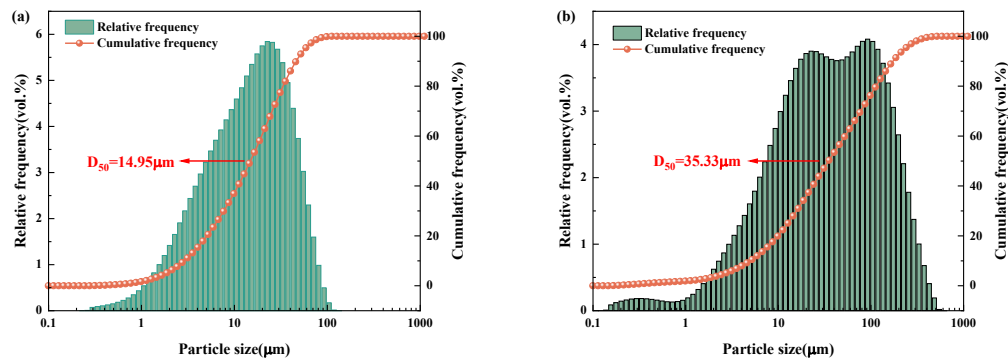 (a)
Relative frequency
Cumulative frequency
D50=14.95μm
Relative frequency(vol.%)
0
1
2
3
4
5
6
Cumulative frequency(vol.%)
0
20
40
60
80
100
0.1
1
10
100
1000
Particle size(μm)
(b)
Relative frequency
Cumulative frequency
D50=35.33μm
Relative frequency(vol.%)
0
1
2
3
4
Cumulative frequency(vol.%)
0
20
40
60
80
100
0.1
1
10
100
1000
Particle size(μm)